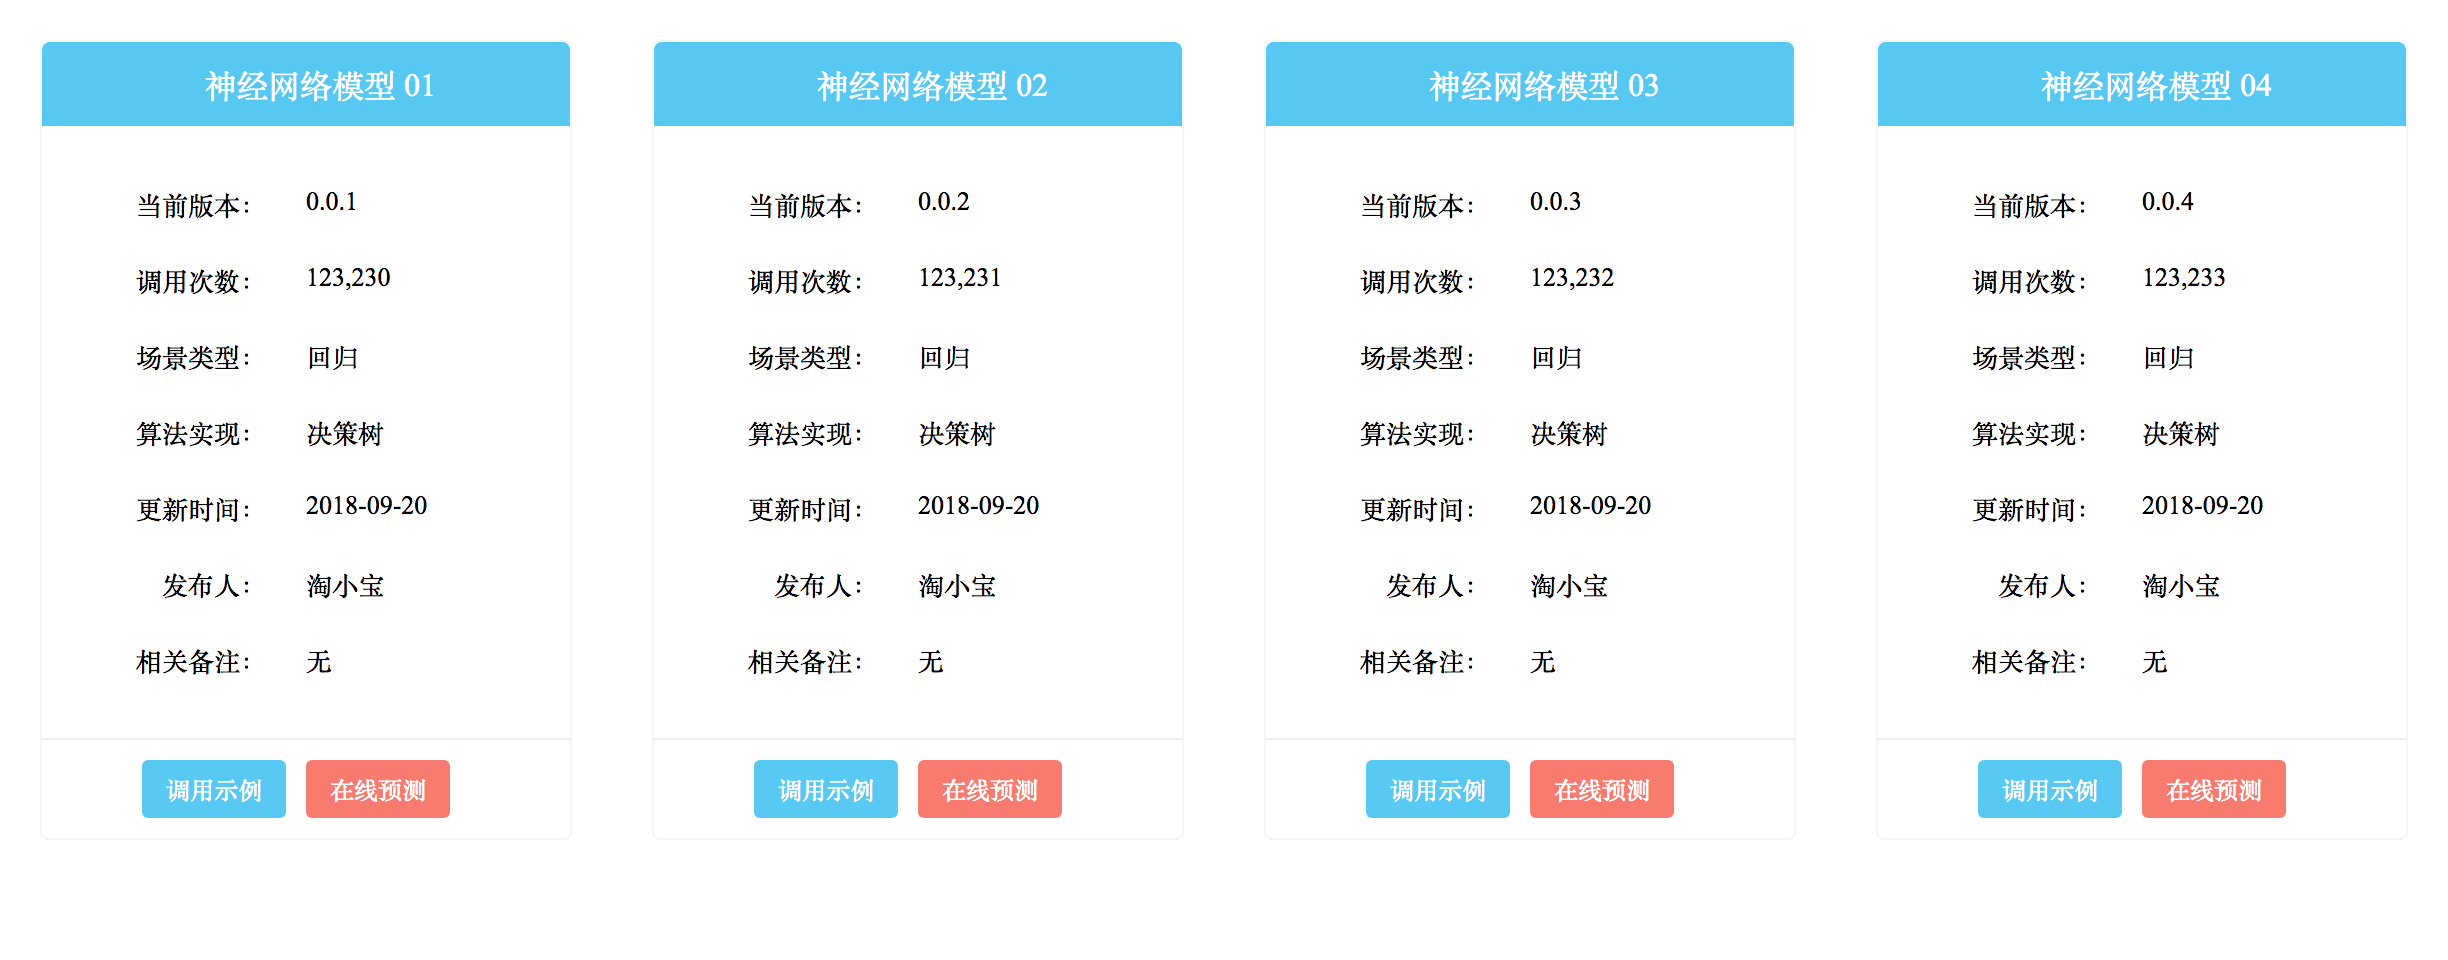 神经网络模型 01
当前版本： 0.0.1
调用次数： 123,230
场景类型： 回归
算法实现： 决策树
更新时间： 2018-09-20
发布人： 淘小宝
相关备注： 无
调用示例 在线预测
神经网络模型 02
当前版本： 0.0.2
调用次数： 123,231
场景类型： 回归
算法实现： 决策树
更新时间： 2018-09-20
发布人： 淘小宝
相关备注： 无
调用示例 在线预测
神经网络模型 03
当前版本： 0.0.3
调用次数： 123,232
场景类型： 回归
算法实现： 决策树
更新时间： 2018-09-20
发布人： 淘小宝
相关备注： 无
调用示例 在线预测
神经网络模型 04
当前版本： 0.0.4
调用次数： 123,233
场景类型： 回归
算法实现： 决策树
更新时间： 2018-09-20
发布人： 淘小宝
相关备注： 无
调用示例 在线预测